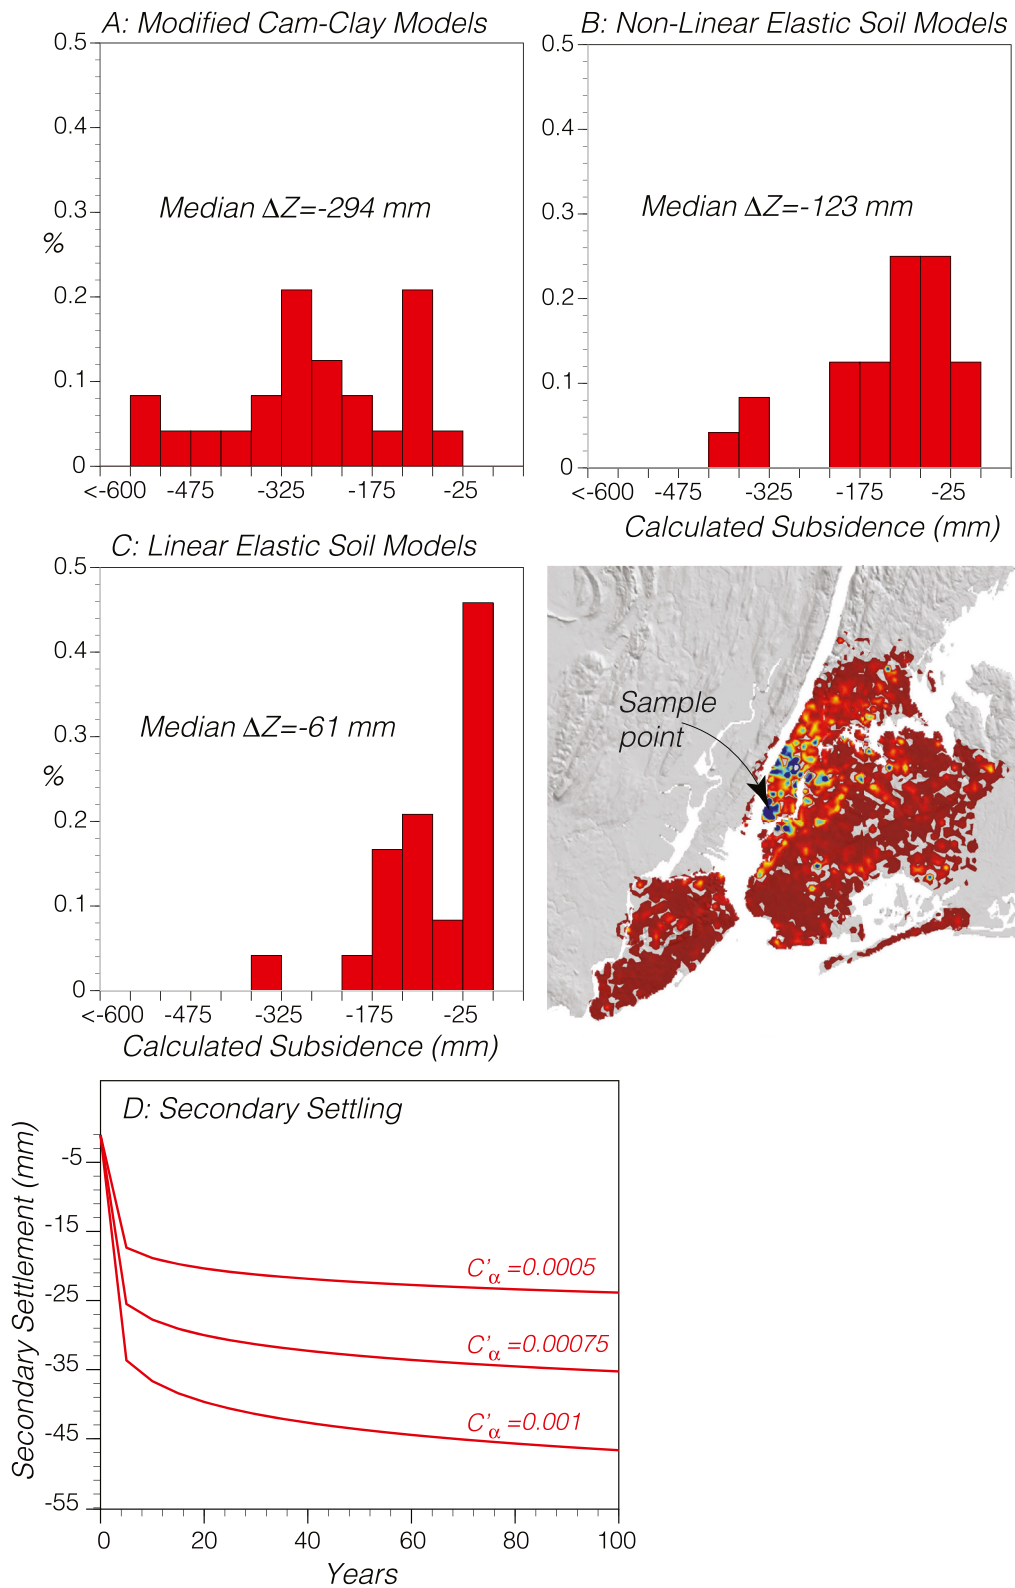 A: Modified Cam-Clay Models
0.5
0.4
0.3
%
0.2
0.1
0
Median ΔZ=-294 mm
<-600 -475 -325 -175 -25
B: Non-Linear Elastic Soil Models
0.5
0.4
0.3
0.2
0.1
0
Median ΔZ=-123 mm
<-600 -475 -325 -175 -25
Calculated Subsidence (mm)
C: Linear Elastic Soil Models
0.5
0.4
0.3
%
0.2
0.1
0
Median ΔZ=-61 mm
<-600 -475 -325 -175 -25
Calculated Subsidence (mm)
Sample
point
D: Secondary Settling
Secondary Settlement (mm)
-5
-15
-25
-35
-45
-55
C'α =0.0005
C'α =0.00075
C'α =0.001
0 20 40 60 80 100
Years